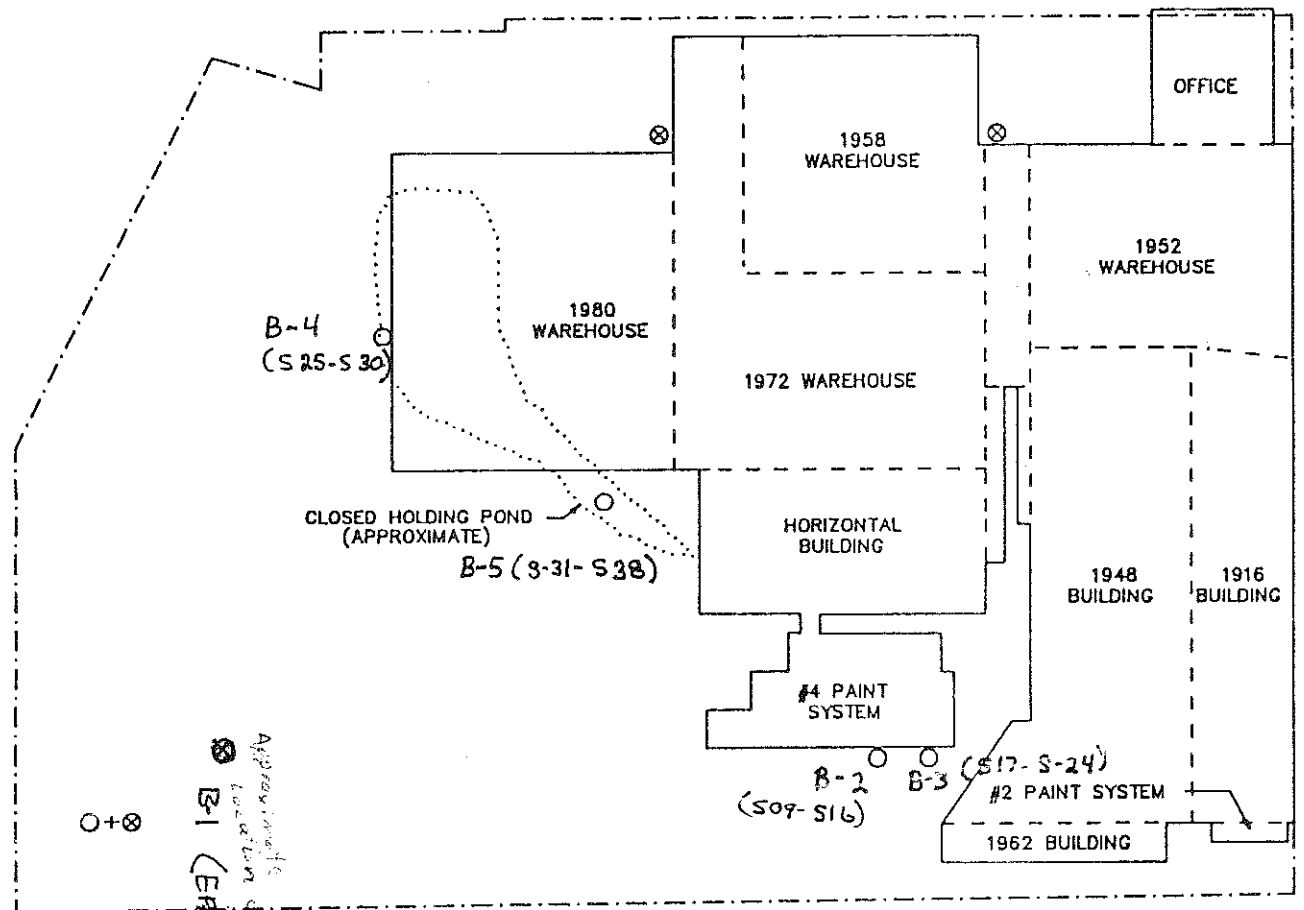 OFFICE
1958
WAREHOUSE
1952
WAREHOUSE
1980
WAREHOUSE
B-4
(S25-S30)
1972 WAREHOUSE
CLOSED HOLDING POND
(APPROXIMATE)
HORIZONTAL
BUILDING
B-5 (S-31-S38)
1948
BUILDING
1916
BUILDING
#4 PAINT
SYSTEM
B-2
(S09-S16)
B-3 (S17-S-24)
#2 PAINT SYSTEM
1962 BUILDING
Approximate
Location
B-1